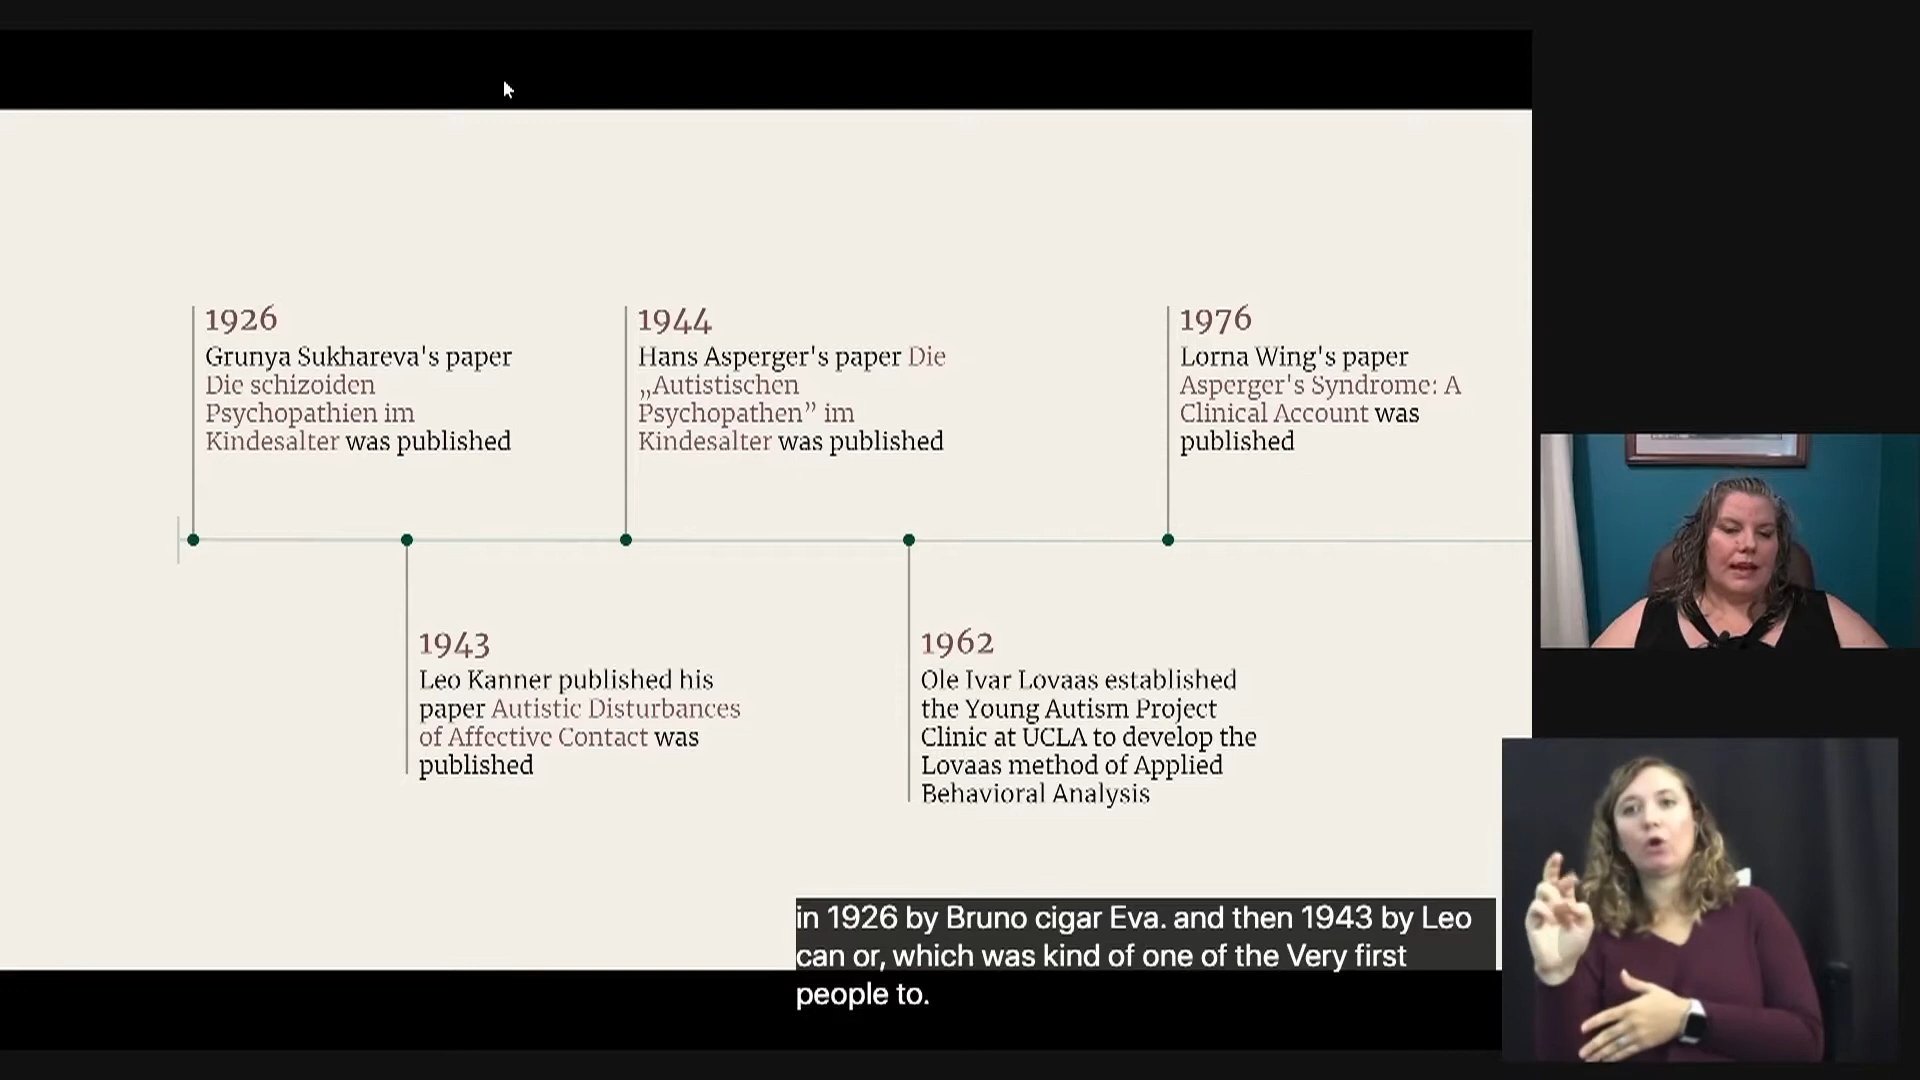 1926
Grunya Sukhareva's paper
Die schizoiden
Psychopathien im
Kindesalter was published
1944
Hans Asperger's paper Die
„Autistischen
Psychopathen” im
Kindesalter was published
1976
Lorna Wing's paper
Asperger's Syndrome: A
Clinical Account was
published
1943
Leo Kanner published his
paper Autistic Disturbances
of Affective Contact was
published
1962
Ole Ivar Lovaas established
the Young Autism Project
Clinic at UCLA to develop the
Lovaas method of Applied
Behavioral Analysis
in 1926 by Bruno cigar Eva. and then 1943 by Leo
can or, which was kind of one of the Very first
people to.